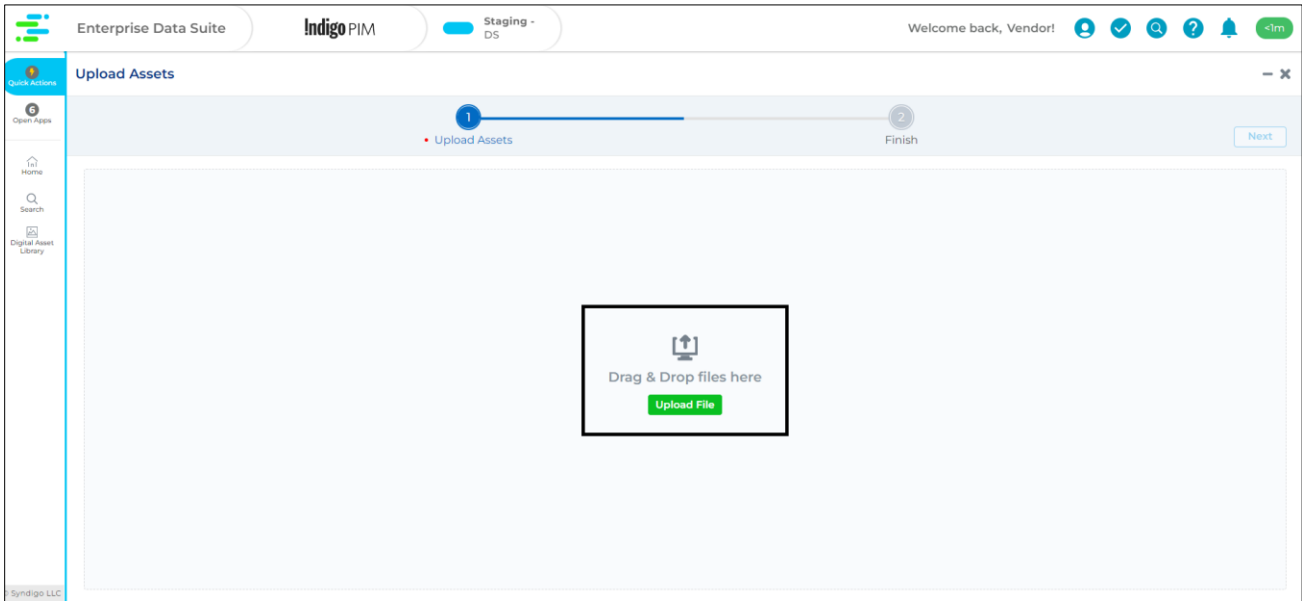 Enterprise Data Suite
Indigo PIM
Staging -
DS
Welcome back, Vendor!
<1m
Quick Actions
6
Open Apps
Home
Search
Digital Asset
Library
Upload Assets
1
Upload Assets
2
Finish
Next
Drag & Drop files here
Upload File
Syndigo LLC